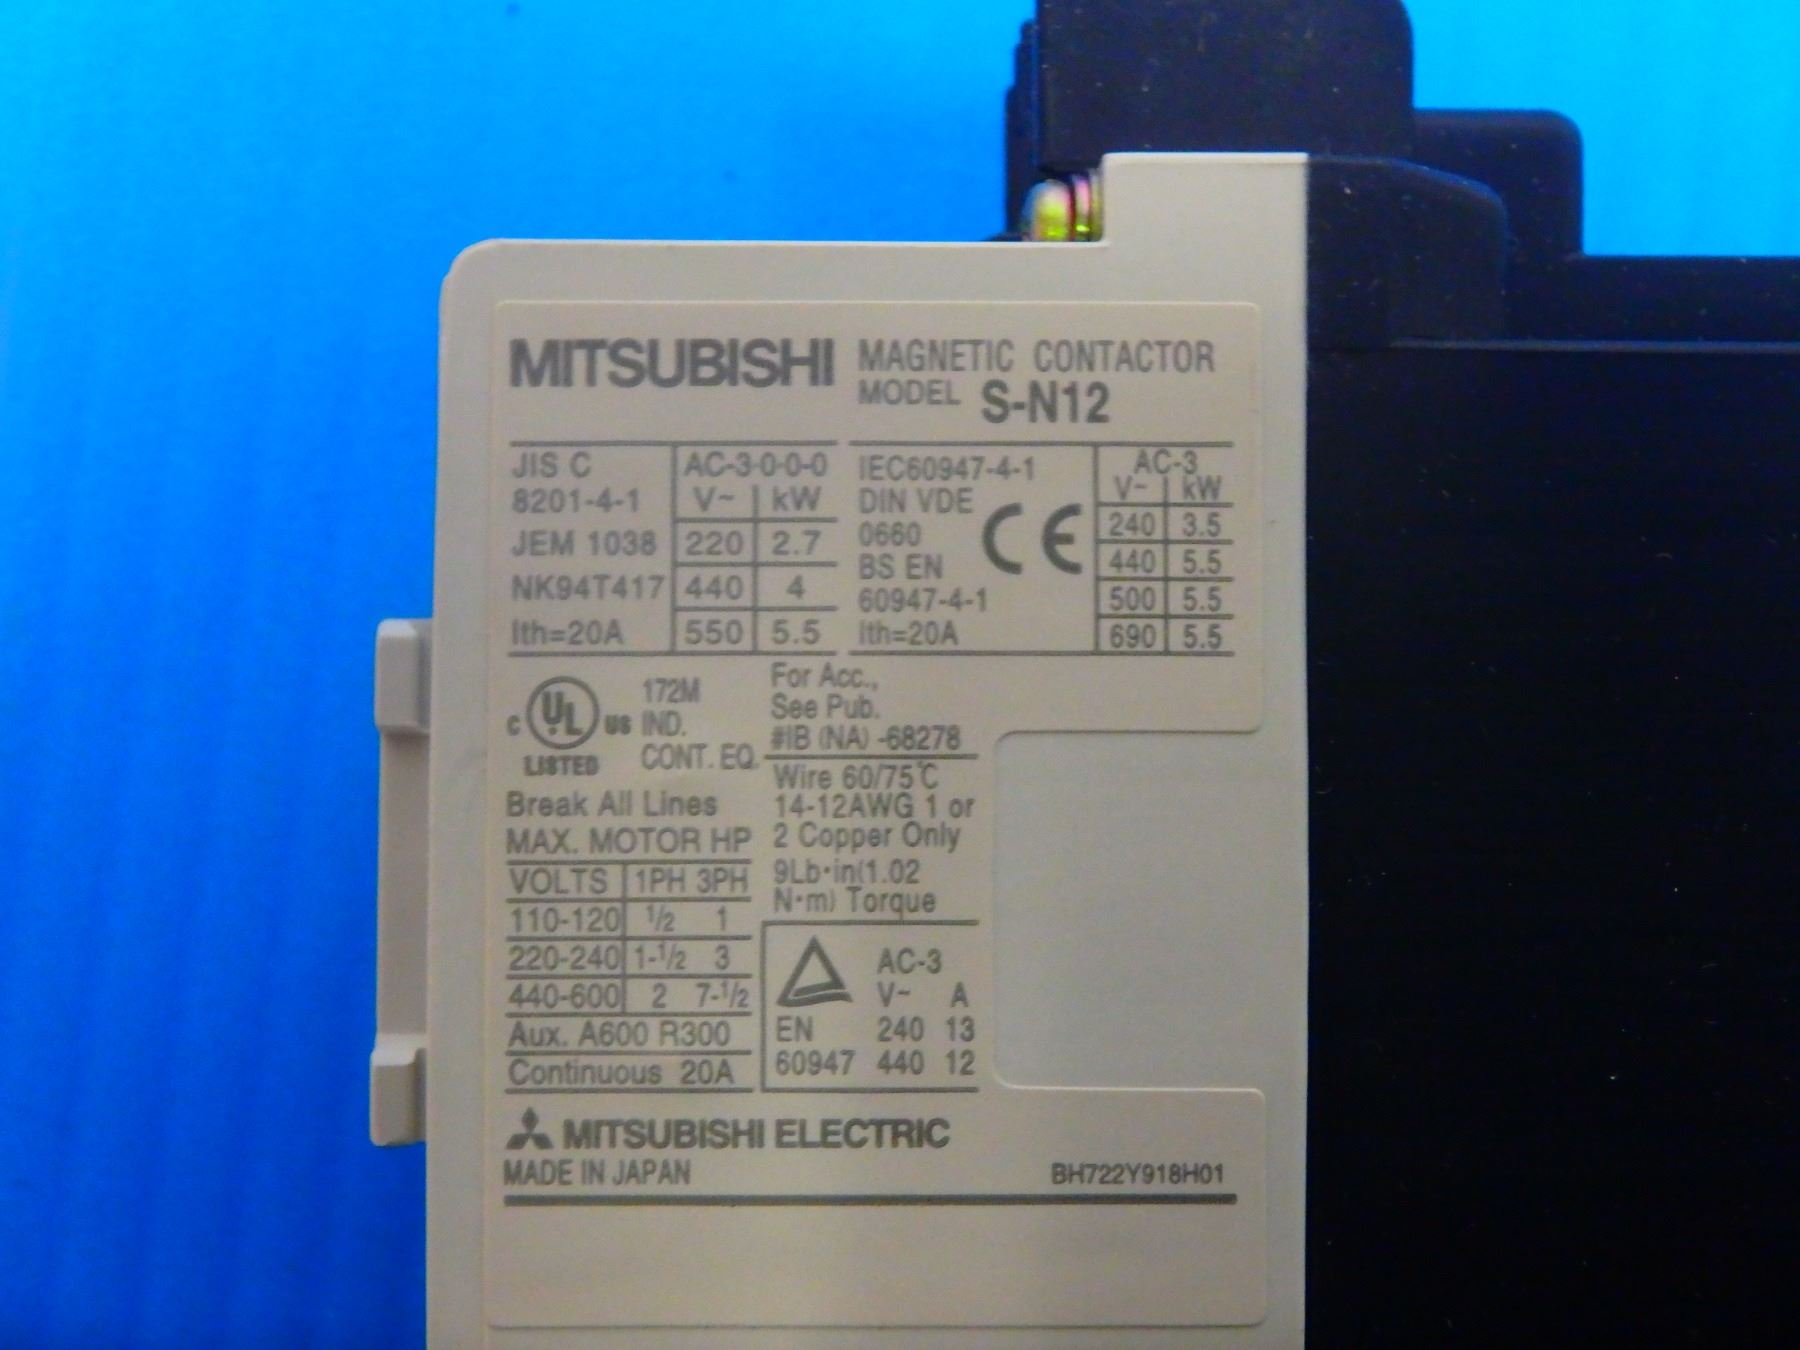 MITSUBISHI MAGNETIC CONTACTOR
MODEL S-N12
JIS C
8201-4-1
JEM 1038
NK94T417
Ith=20A
AC-3·0-0-0
V~ kW
220 2.7
440 4
550 5.5
IEC60947-4-1
DIN VDE
0660
BS EN
60947-4-1
Ith=20A
CE
AC-3
V~ kW
240 3.5
440 5.5
500 5.5
690 5.5
C UL US
LISTED
172M
IND.
CONT. EQ.
For Acc.,
See Pub.
#IB (NA) -68278
Wire 60/75℃
14-12AWG 1 or
2 Copper Only
9Lb·in(1.02
N·m) Torque
Break All Lines
MAX. MOTOR HP
VOLTS 1PH 3PH
110-120 1/2 1
220-240 1-1/2 3
440-600 2 7-1/2
Aux. A600 R300
Continuous 20A
AC-3
V~ A
EN 240 13
60947 440 12
MITSUBISHI ELECTRIC
MADE IN JAPAN
BH722Y918H01